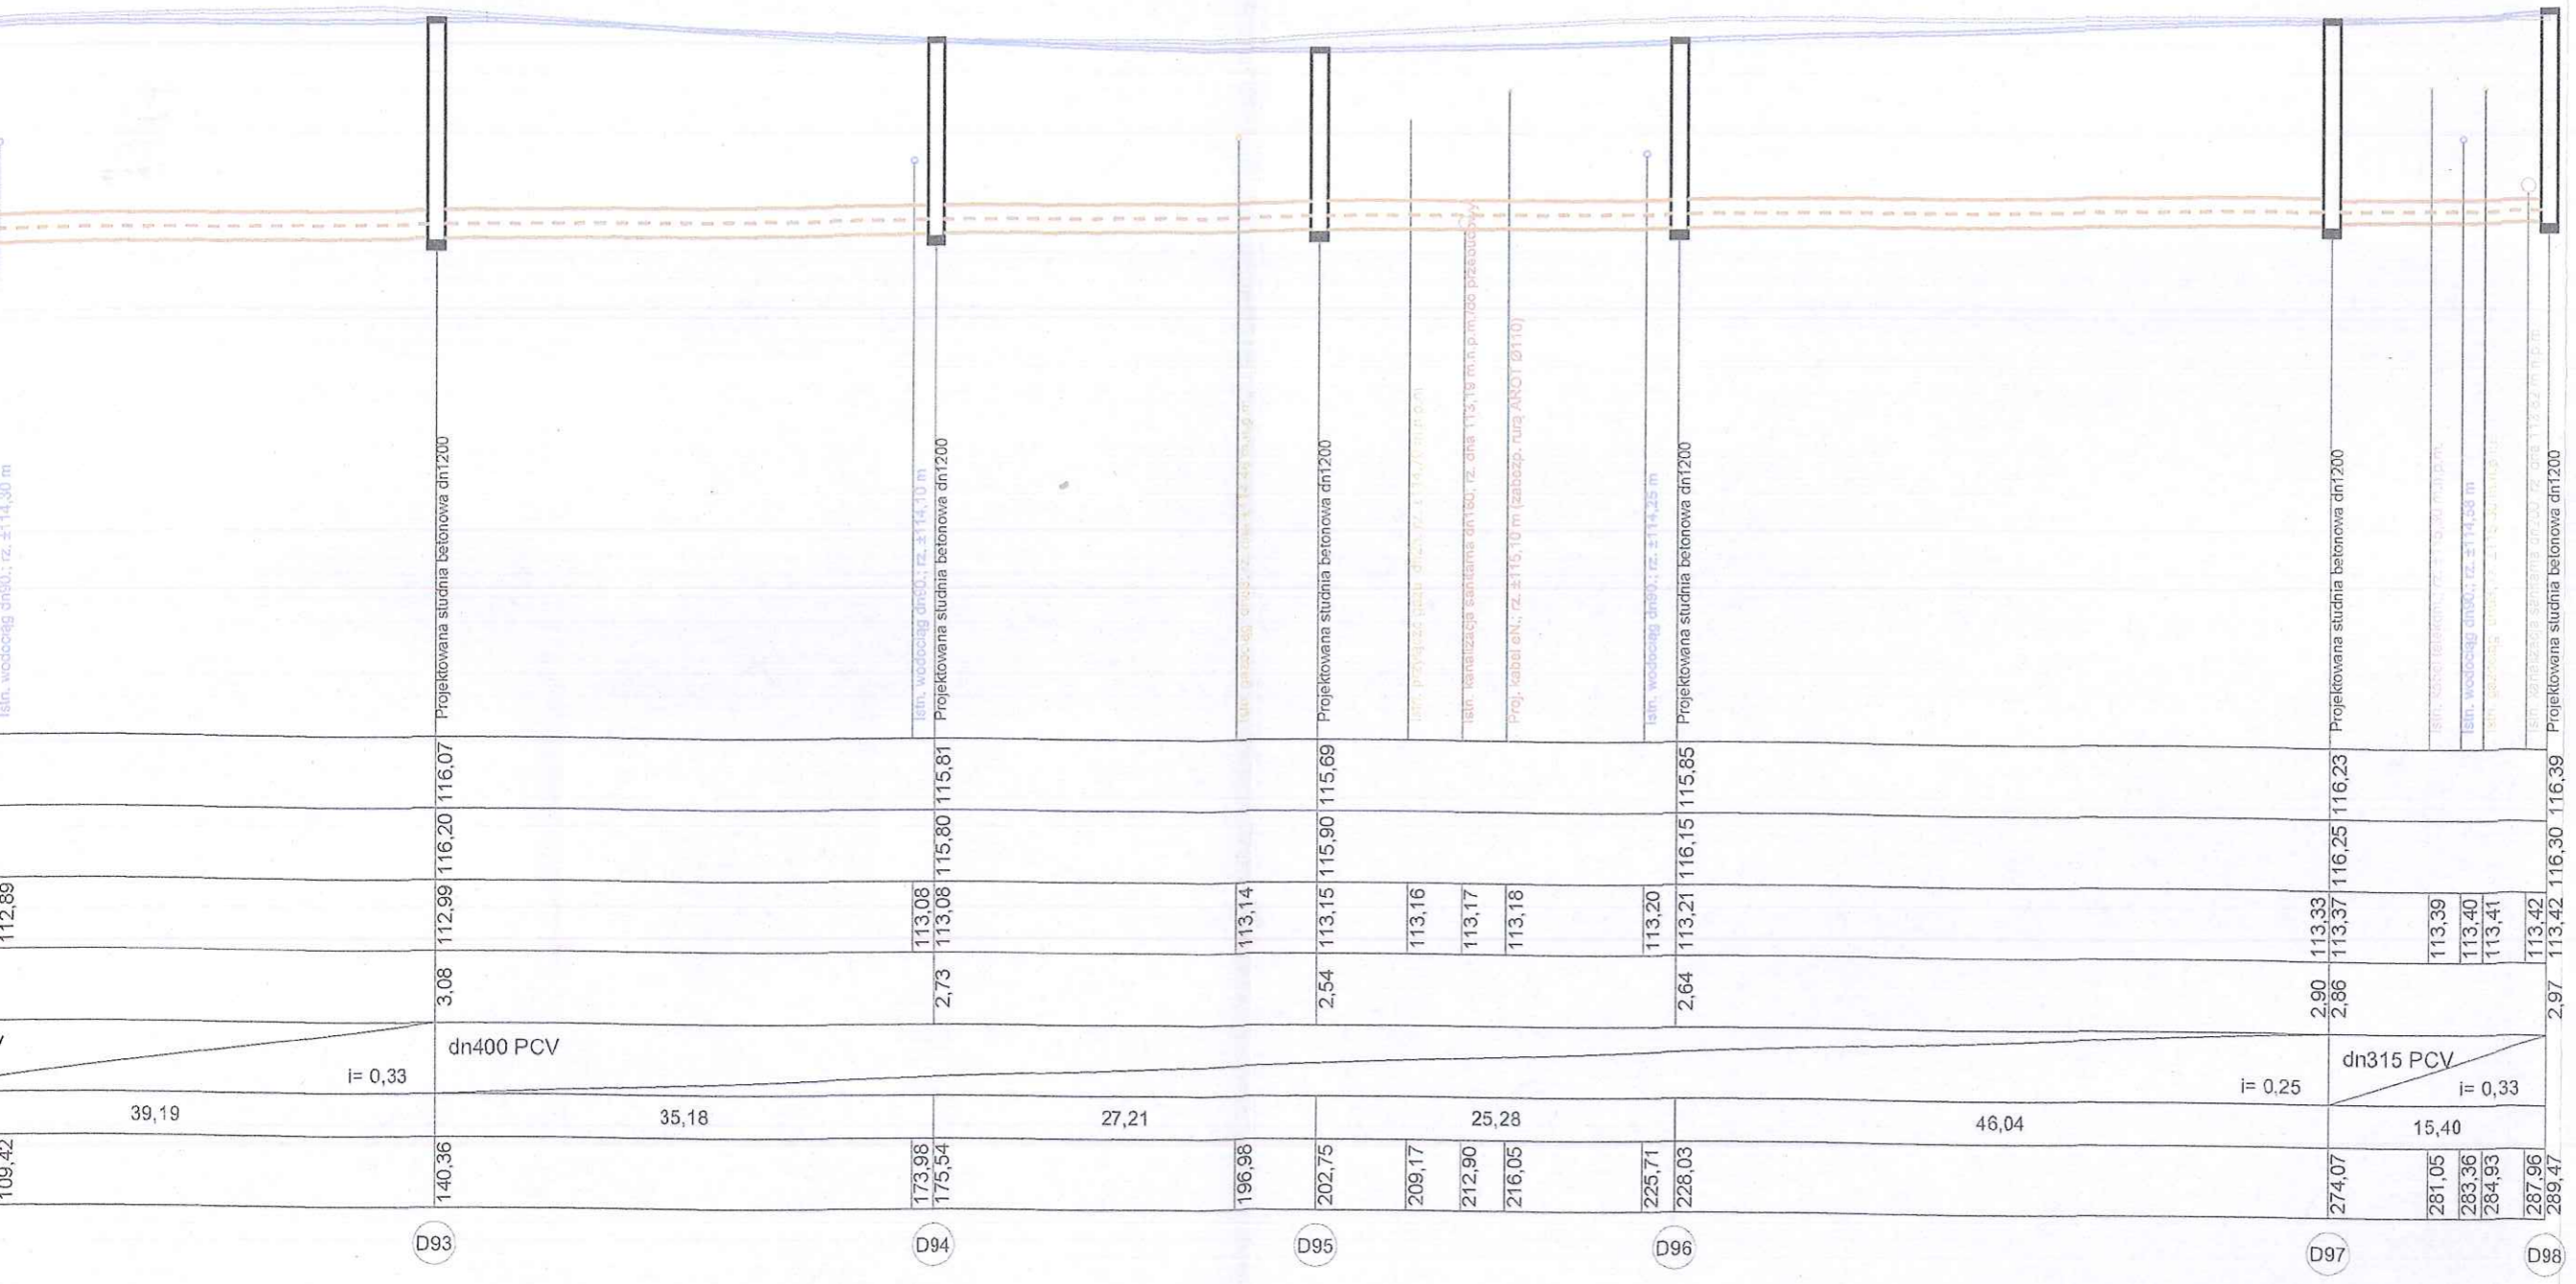 Istn. wodociąg dn90.; rz. ±114,30 m
Projektowana studnia betonowa dn1200
Istn. wodociąg dn90.; rz. ±114,10 m
Projektowana studnia betonowa dn1200
Projektowana studnia betonowa dn1200
Istn. kanalizacja sanitarna dn160; rz. dna 113,19 m.n.p.m./do przebudowy
Proj. kabel eN.; rz. ±115,10 m (zabozp. rurą AROT Ø110)
Istn. wodociąg dn90.; rz. ±114,25 m
Projektowana studnia betonowa dn1200
Projektowana studnia betonowa dn1200
Istn. wodociąg dn90.; rz. ±114,58 m
Projektowana studnia betonowa dn1200
116,07 115,81 115,69 115,85 116,23 116,39
116,20 115,80 115,90 116,15 116,25 116,30
112,89 112,99 113,08 113,08 113,14 113,15 113,16 113,17 113,18 113,20 113,21 113,33 113,37 113,39 113,40 113,41 113,42 113,42
3,08 2,73 2,54 2,64 2,90 2,86 2,97
dn400 PCV dn315 PCV
i= 0,33 i= 0,25 i= 0,33
39,19 35,18 27,21 25,28 46,04 15,40
109,42 140,36 173,98 175,54 196,98 202,75 209,17 212,90 216,05 225,71 228,03 274,07 281,05 283,36 284,93 287,96 289,47
D93 D94 D95 D96 D97 D98